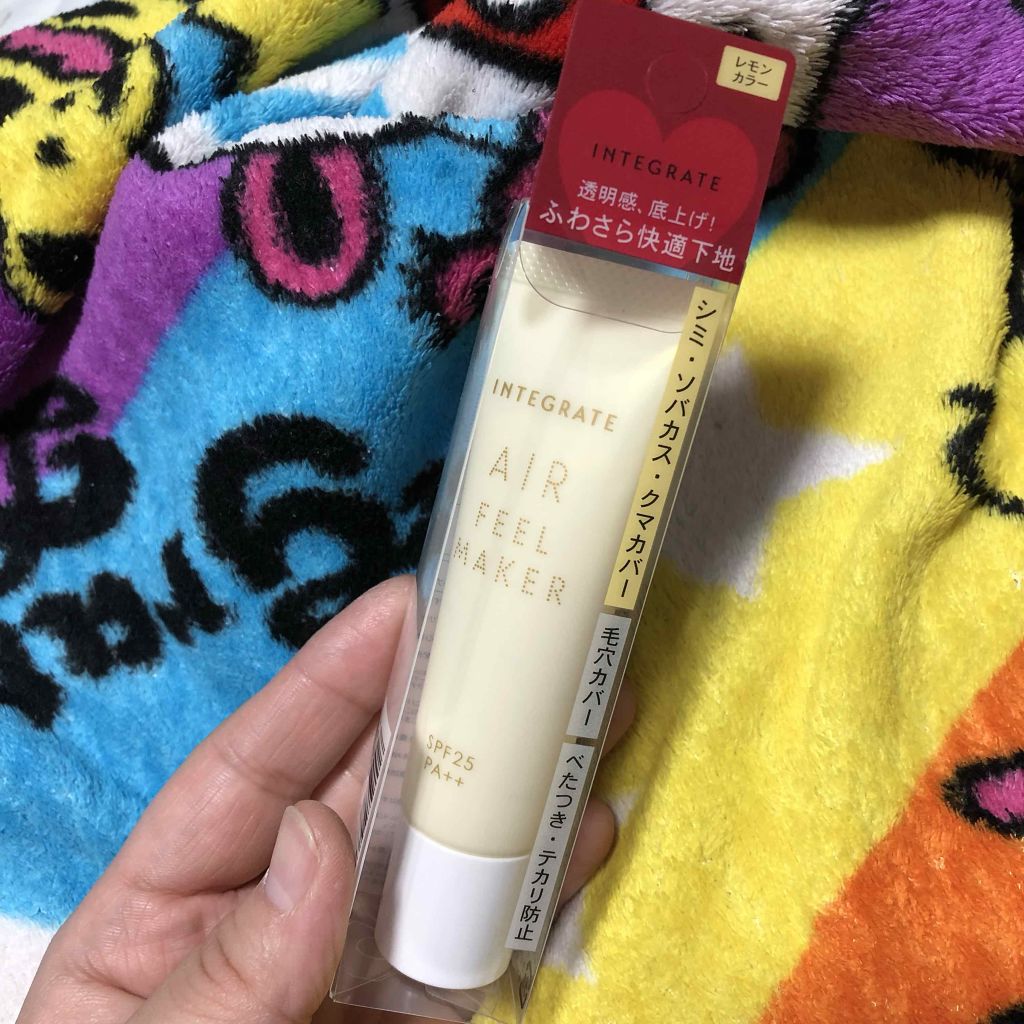 レモン
カラー
INTEGRATE
透明感、底上げ!
ふわさら快適下地
シミ・ソバカス・クマカバー
毛穴カバー
べたつき・テカリ防止
INTEGRATE
AIR
FEEL
MAKER
SPF25
PA++